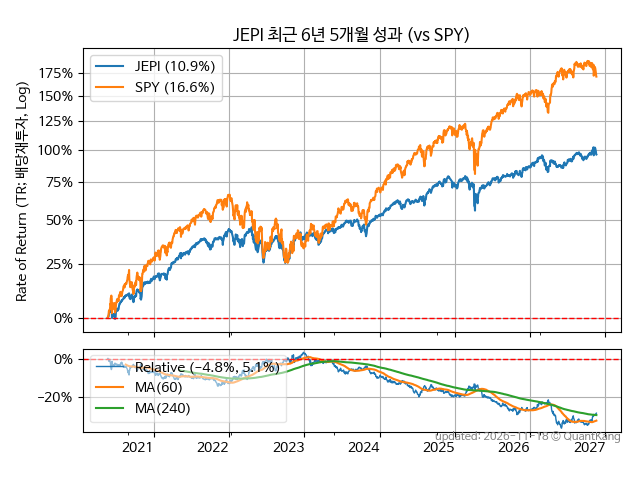 JEPI 최근 6년 5개월 성과 (vs SPY)
Rate of Return (TR: 배당재투자, Log)
JEPI (10.9%)
SPY (16.6%)
175%
150%
125%
100%
75%
50%
25%
0%
0%
−20%
Relative (−4.8%, 5.1%)
MA(60)
MA(240)
2021 2022 2023 2024 2025 2026 2027
updated: 2026-11-18 © QuantKang